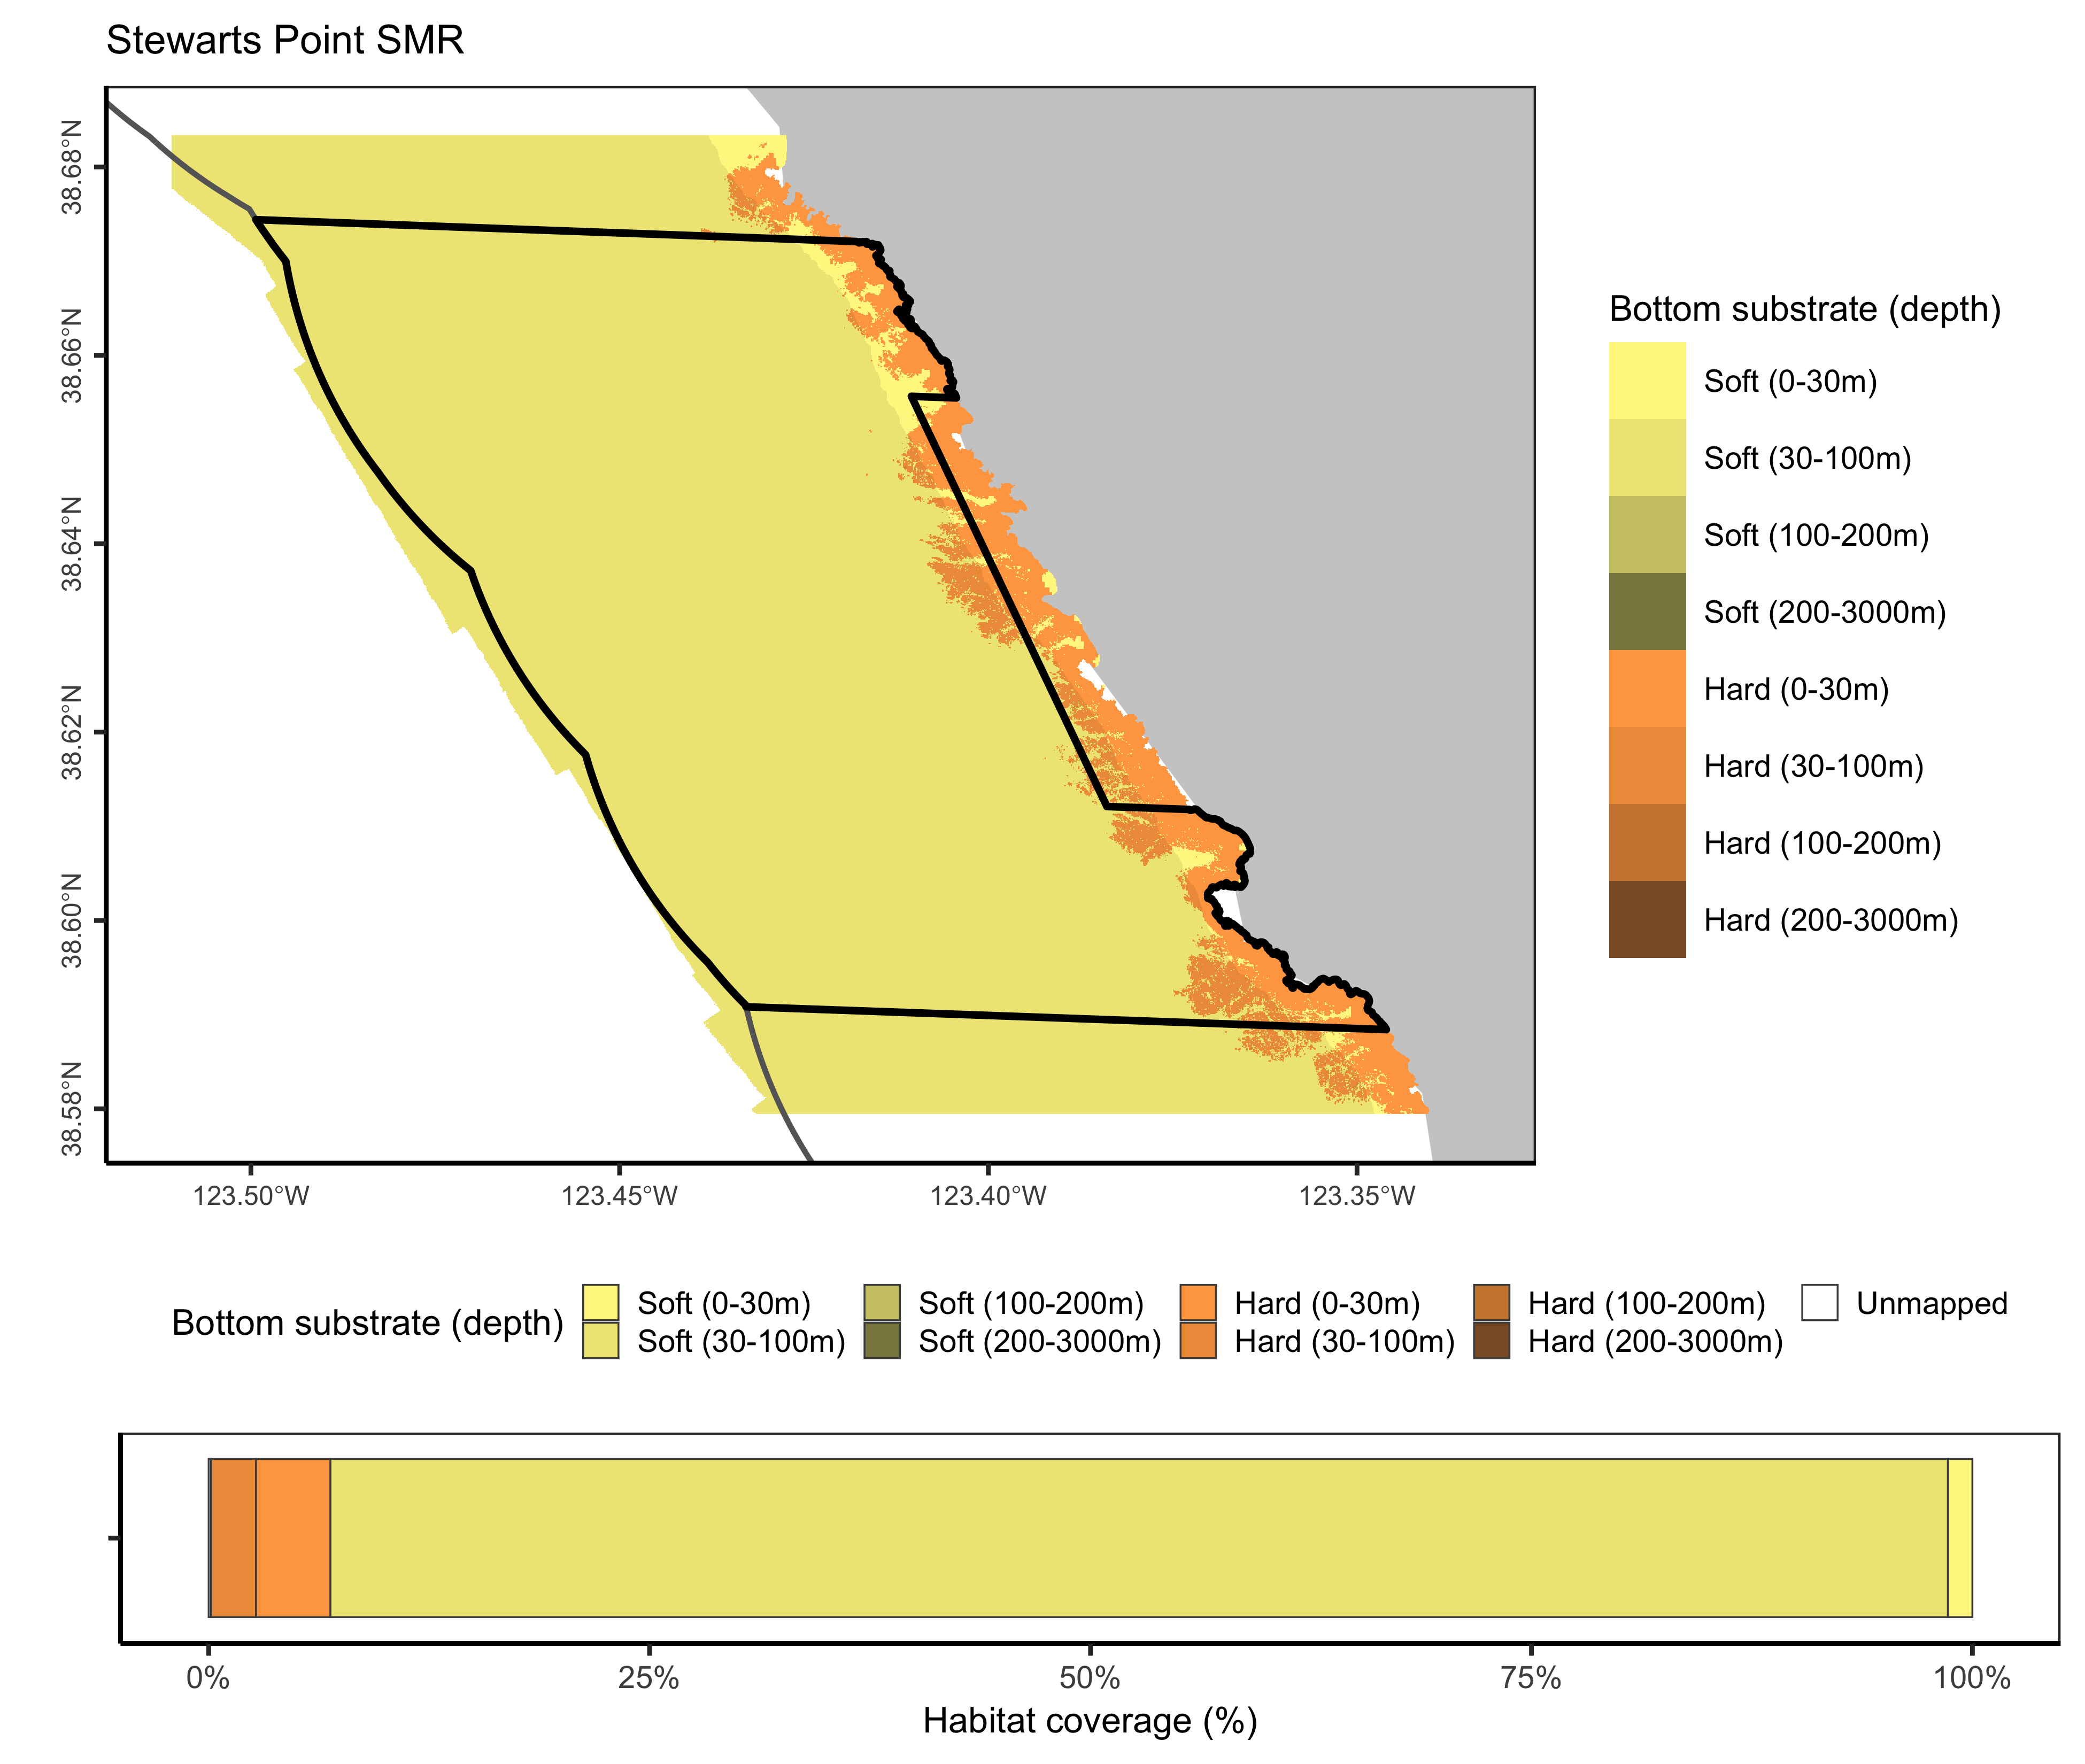 Stewarts Point SMR
38.68°N
38.66°N
38.64°N
38.62°N
38.60°N
38.58°N
123.50°W
123.45°W
123.40°W
123.35°W
Bottom substrate (depth)
Soft (0-30m)
Soft (30-100m)
Soft (100-200m)
Soft (200-3000m)
Hard (0-30m)
Hard (30-100m)
Hard (100-200m)
Hard (200-3000m)
Bottom substrate (depth)
Soft (0-30m) Soft (100-200m) Hard (0-30m) Hard (100-200m) Unmapped
Soft (30-100m) Soft (200-3000m) Hard (30-100m) Hard (200-3000m)
0% 25% 50% 75% 100%
Habitat coverage (%)